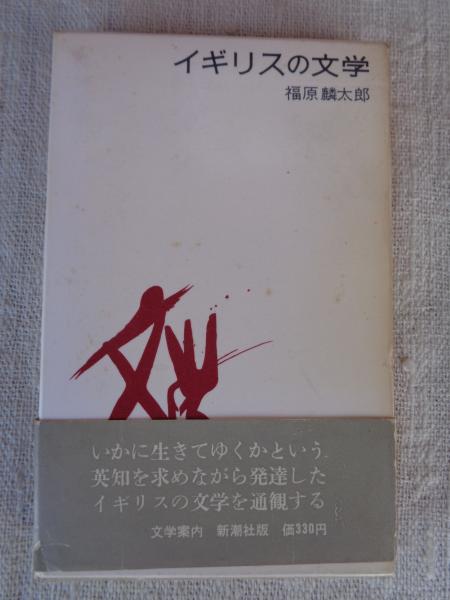 イギリスの文学
福原麟太郎
いかに生きてゆくかという
英知を求めながら発達した
イギリスの文学を通観する
文学案内 新潮社版 価330円